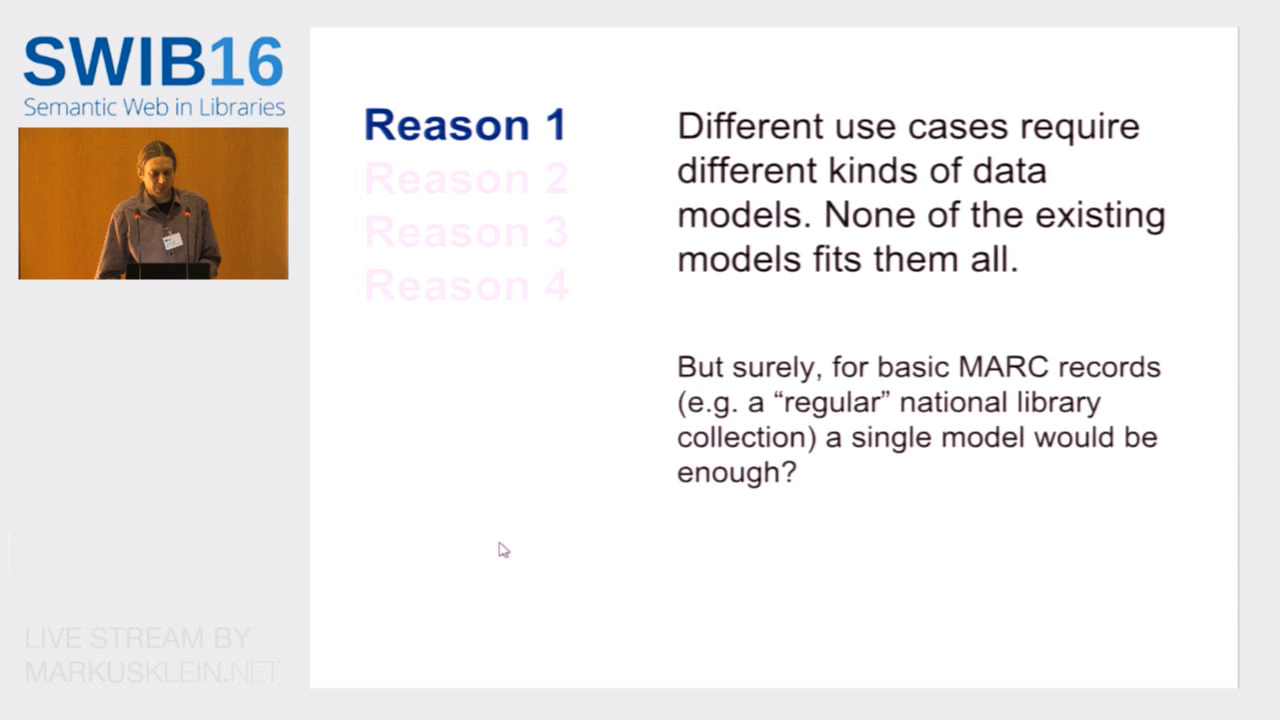 SWIB16
Semantic Web in Libraries
Reason 1
Reason 2
Reason 3
Reason 4
Different use cases require
different kinds of data
models. None of the existing
models fits them all.
But surely, for basic MARC records
(e.g. a “regular” national library
collection) a single model would be
enough?
LIVE STREAM BY
MARKUSKLEIN.NET